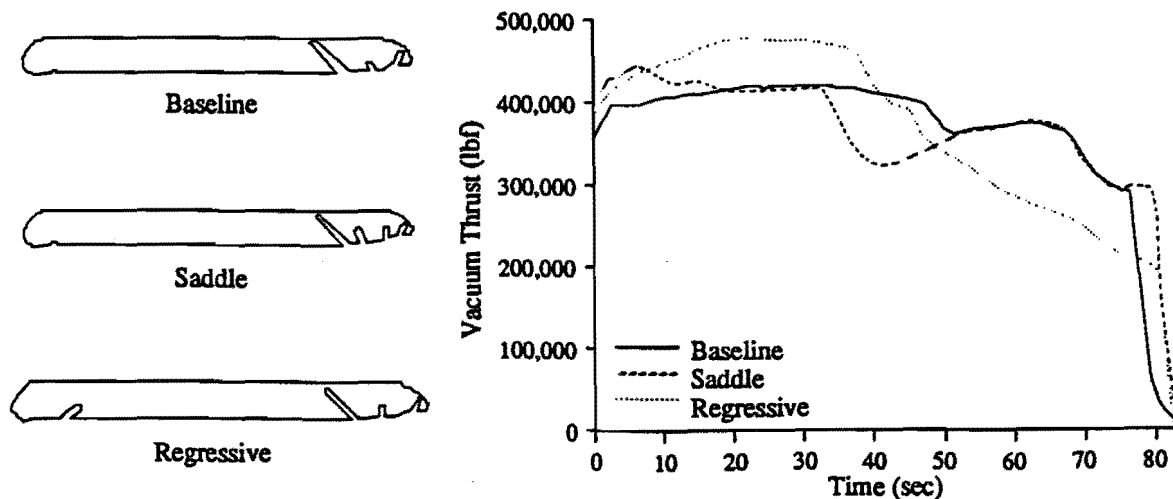 Baseline
Saddle
Regressive
500,000
400,000
300,000
200,000
100,000
0
Vacuum Thrust (lbf)
Baseline
Saddle
Regressive
0 10 20 30 40 50 60 70 80
Time (sec)